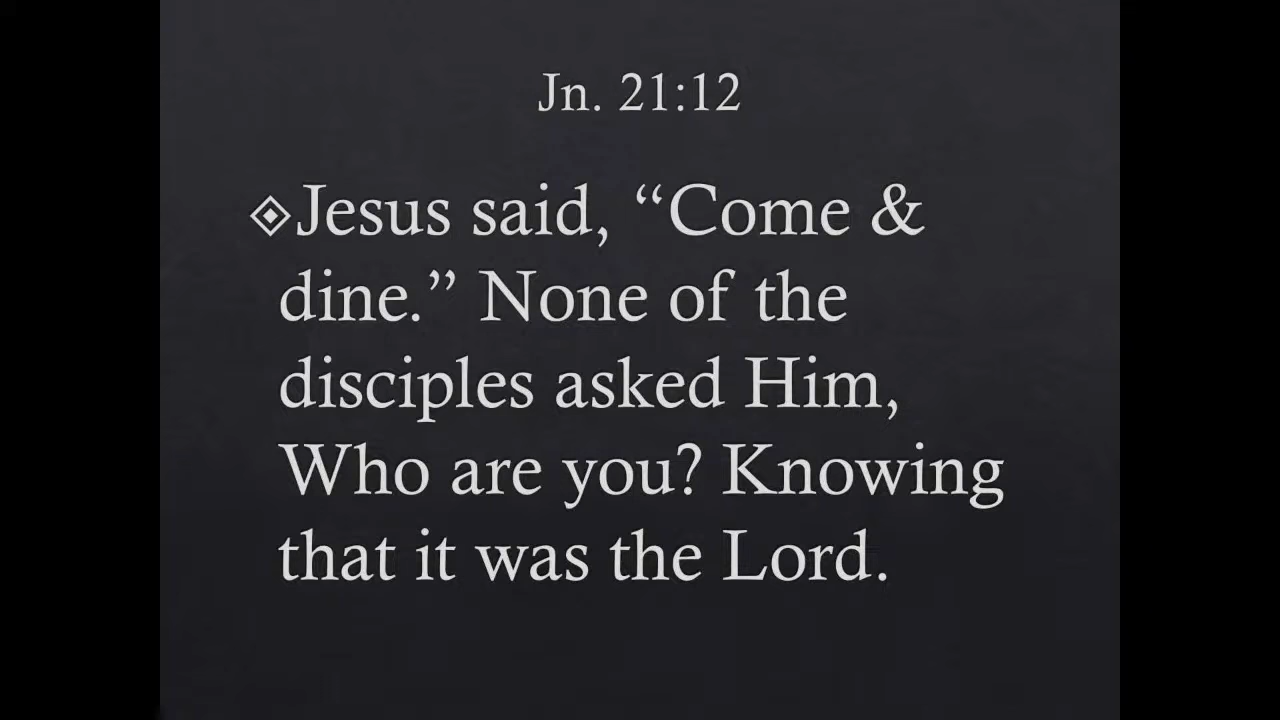 Jn. 21:12
Jesus said, “Come &
dine.” None of the
disciples asked Him,
Who are you? Knowing
that it was the Lord.